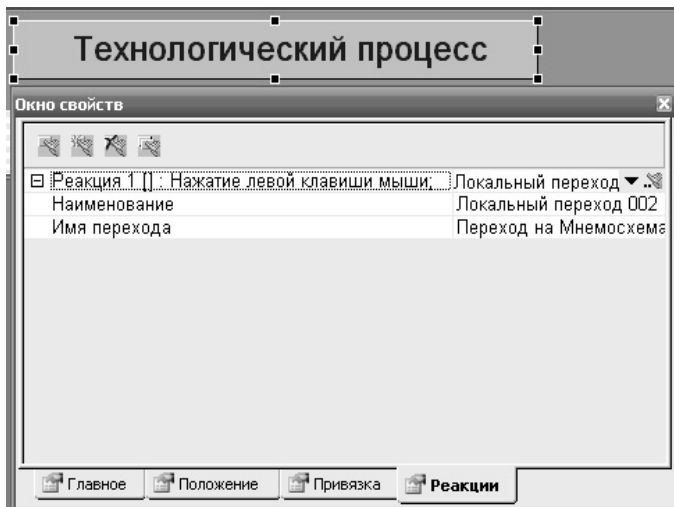 Технологический процесс
Окно свойств
Реакция 1 [] : Нажатие левой клавиши мыши; Локальный переход
Наименование Локальный переход 002
Имя перехода Переход на Мнемосхема
Главное Положение Привязка Реакции